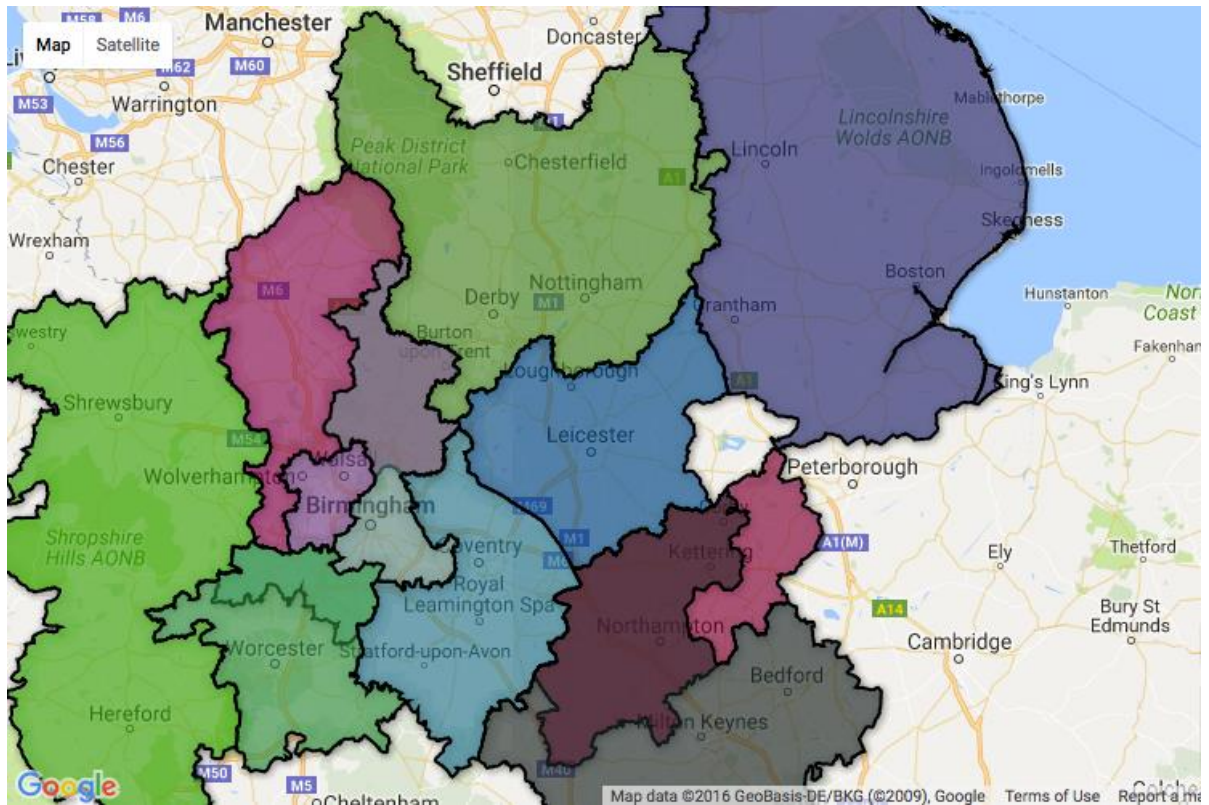 Map
Satellite
M58
M6
Manchester
Doncaster
M62
M60
Sheffield
M53
Warrington
Mablethorpe
M56
Lincolnshire
Wolds AONB
Peak District
National Park
Chesterfield
Lincoln
Chester
A1
Ingoldmells
Skegness
Wrexham
Boston
Nottingham
M6
Derby
M1
Grantham
Hunstanton
Coast
Burton
upon Trent
Fakenham
Loughborough
A1
King's Lynn
Shrewsbury
M54
Leicester
Wolverhampton
Walsall
Peterborough
Birmingham
M69
M1
Shropshire
Hills AONB
Coventry
Kettering
A1(M)
Ely
Thetford
Royal
Leamington Spa
A14
Bury St
Edmunds
Northampton
Worcester
Stratford-upon-Avon
Cambridge
Bedford
Hereford
Milton Keynes
M50
M5
M40
Google
Cheltenham
Map data ©2016 GeoBasis-DE/BKG (©2009), Google
Terms of Use
Report a ma